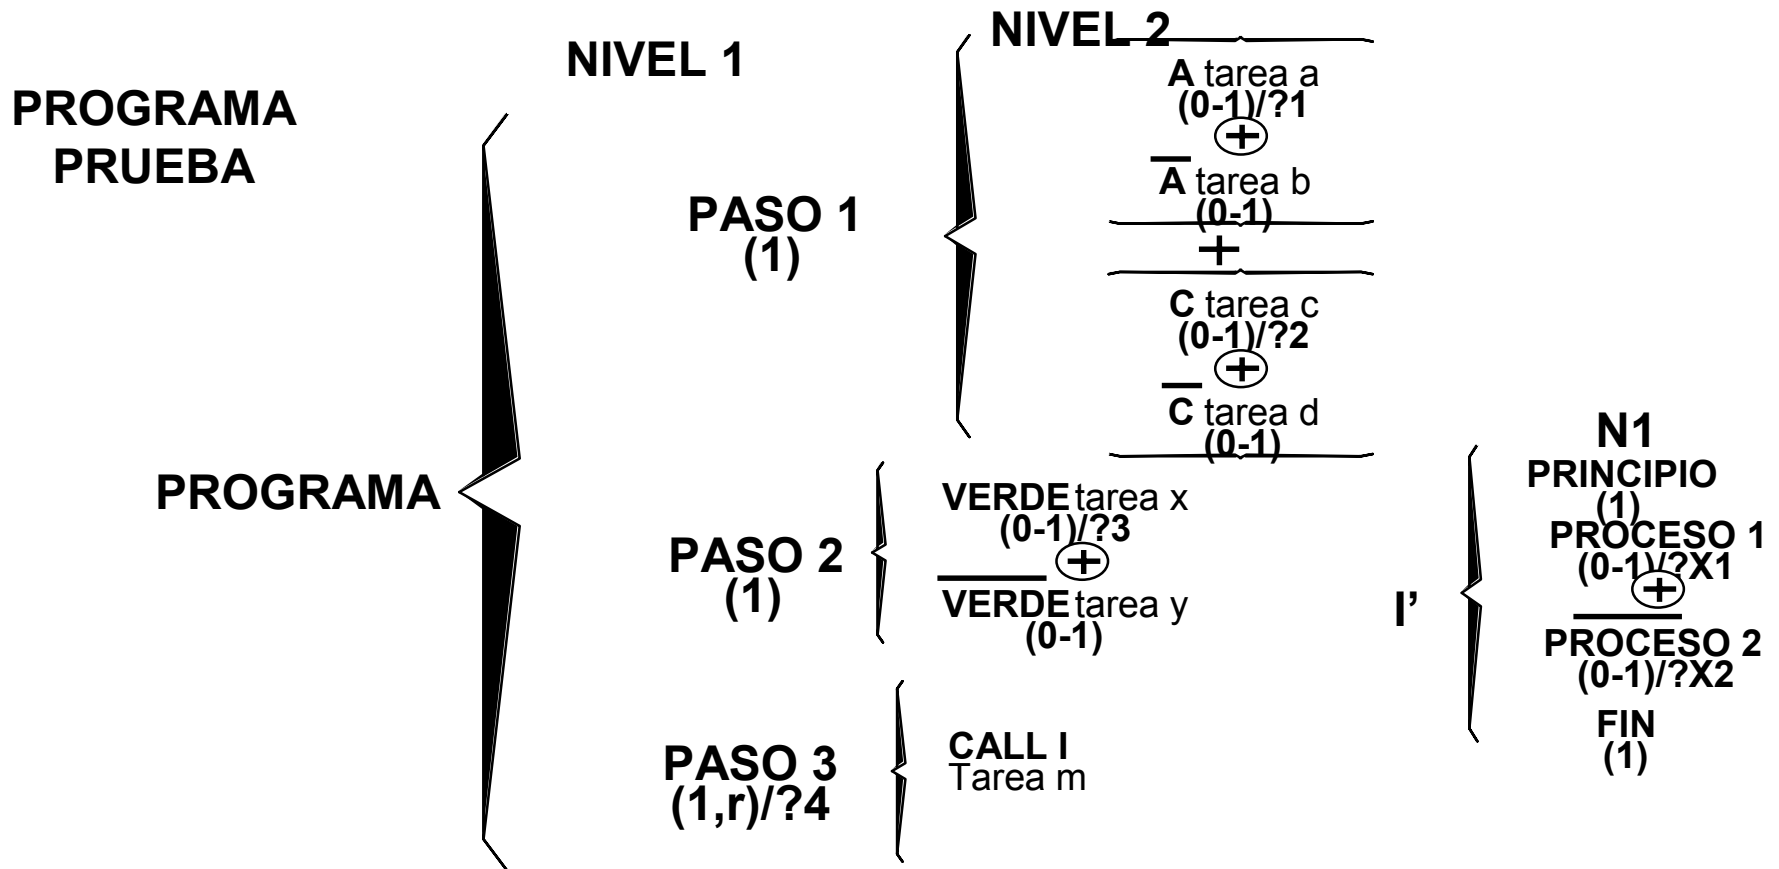 PROGRAMA
PRUEBA
NIVEL 1
NIVEL 2
PROGRAMA
PASO 1
(1)
A tarea a
(0-1)/?1
+
A tarea b
(0-1)
+
C tarea c
(0-1)/?2
+
C tarea d
(0-1)
PASO 2
(1)
VERDE tarea x
(0-1)/?3
+
VERDE tarea y
(0-1)
PASO 3
(1,r)/?4
CALL I
Tarea m
I’
N1
PRINCIPIO
(1)
PROCESO 1
(0-1)/?X1
+
PROCESO 2
(0-1)/?X2
FIN
(1)